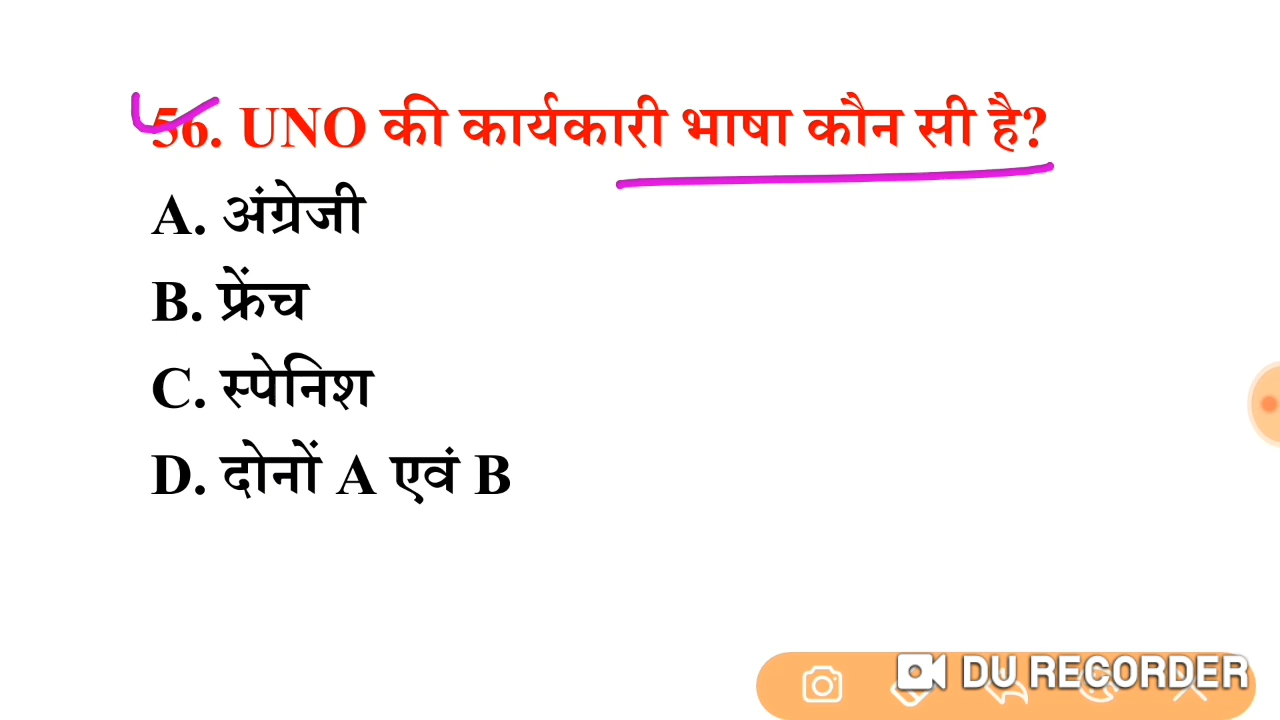 56. UNO की कार्यकारी भाषा कौन सी है?
A. अंग्रेजी
B. फ्रेंच
C. स्पेनिश
D. दोनों A एवं B
DU RECORDER